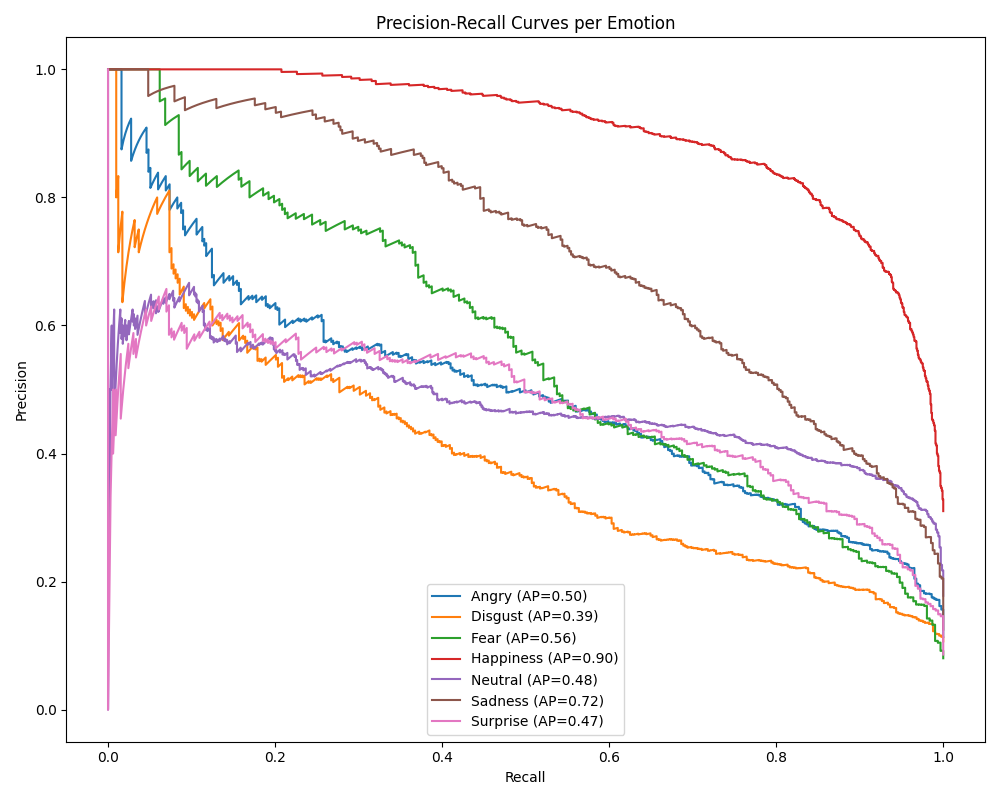 Precision-Recall Curves per Emotion
Precision
1.0
0.8
0.6
0.4
0.2
0.0
Angry (AP=0.50)
Disgust (AP=0.39)
Fear (AP=0.56)
Happiness (AP=0.90)
Neutral (AP=0.48)
Sadness (AP=0.72)
Surprise (AP=0.47)
0.0 0.2 0.4 0.6 0.8 1.0
Recall